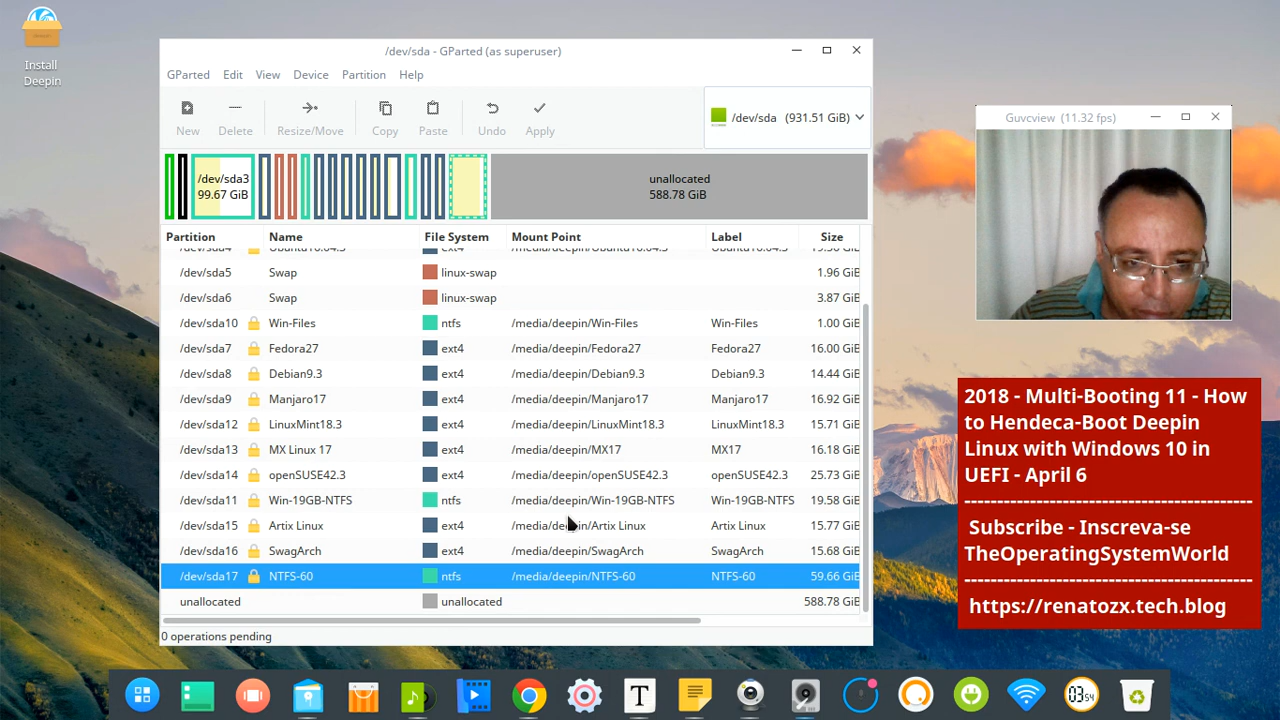 Install
Deepin
/dev/sda - GParted (as superuser)
GParted Edit View Device Partition Help
New Delete Resize/Move Copy Paste Undo Apply
/dev/sda (931.51 GiB)
/dev/sda3
99.67 GiB
unallocated
588.78 GiB
Partition Name File System Mount Point Label Size
/dev/sda5 Swap linux-swap 1.96 GiB
/dev/sda6 Swap linux-swap 3.87 GiB
/dev/sda10 Win-Files ntfs /media/deepin/Win-Files Win-Files 1.00 GiB
/dev/sda7 Fedora27 ext4 /media/deepin/Fedora27 Fedora27 16.00 GiB
/dev/sda8 Debian9.3 ext4 /media/deepin/Debian9.3 Debian9.3 14.44 GiB
/dev/sda9 Manjaro17 ext4 /media/deepin/Manjaro17 Manjaro17 16.92 GiB
/dev/sda12 LinuxMint18.3 ext4 /media/deepin/LinuxMint18.3 LinuxMint18.3 15.71 GiB
/dev/sda13 MX Linux 17 ext4 /media/deepin/MX17 MX17 16.18 GiB
/dev/sda14 openSUSE42.3 ext4 /media/deepin/openSUSE42.3 openSUSE42.3 25.73 GiB
/dev/sda11 Win-19GB-NTFS ntfs /media/deepin/Win-19GB-NTFS Win-19GB-NTFS 19.58 GiB
/dev/sda15 Artix Linux ext4 /media/deepin/Artix Linux Artix Linux 15.77 GiB
/dev/sda16 SwagArch ext4 /media/deepin/SwagArch SwagArch 15.68 GiB
/dev/sda17 NTFS-60 ntfs /media/deepin/NTFS-60 NTFS-60 59.66 GiB
unallocated unallocated 588.78 GiB
0 operations pending
Guvcview (11.32 fps)
2018 - Multi-Booting 11 - How
to Hendeca-Boot Deepin
Linux with Windows 10 in
UEFI - April 6
--------------------------------------------------
Subscribe - Inscreva-se
TheOperatingSystemWorld
--------------------------------------------------
https://renatozx.tech.blog
T
03:54